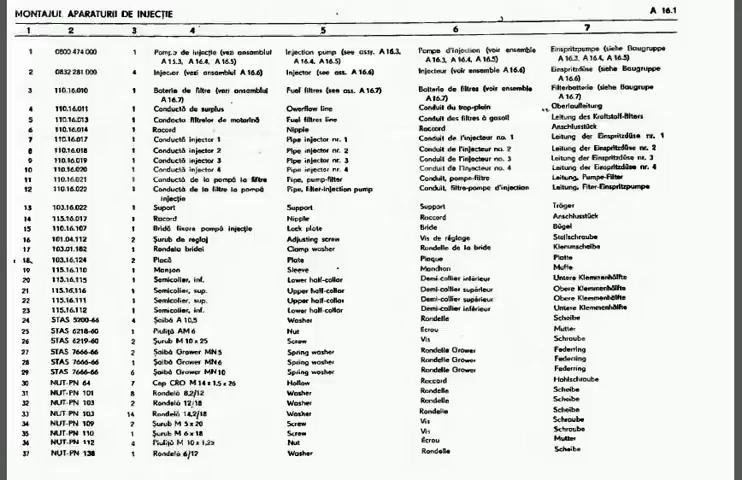 MONTAJUL APARATURII DE INJECȚIE A 16.1
1 2 3 4 5 6 7
1 0800 474 000 1 Pompa de injecție (vezi ansamblul Injection pump (see ass. A 16.3, Pompe d'injection (voir ensemble Einspritzpumpe (siehe Baugruppe
A 15.3, A 16.4, A 16.5) A 16.4, A 16.5) A 16.3, A 16.4, A 16.5) A 16.3, A 16.4, A 16.5)
2 0832 281 000 4 Injector (vezi ansamblul A 16.6) Injector (see ass. A 16.6) Injecteur (voir ensemble A 16.6) Einspritzdüse (siehe Baugruppe
A 16.6)
3 110.16.010 1 Baterie de filtre (vezi ansamblul Fuel filtres (see ass. A 16.7) Batterie de filtres (voir ensemble Filterbatterie (siehe Baugruppe
A 16.7) A 16.7) A 16.7)
4 110.16.011 1 Conductă de surplus Owerflow line Conduit du trop-plein Oberlaufleitung
5 110.16.013 1 Conducta filtrelor de motorină Fuel filtres line Conduit des filtres à gasoil Leitung des Kraftstoff-filters
6 110.16.014 1 Racord Nipple Raccord Anschlusstück
7 110.16.017 1 Conductă injector 1 Pipe injector nr. 1 Conduit de l'injecteur no. 1 Leitung der Einspritzdüse nr. 1
8 110.16.018 1 Conductă injector 2 Pipe injector nr. 2 Conduit de l'injecteur no. 2 Leitung der Einspritzdüse nr. 2
9 110.16.019 1 Conductă injector 3 Pipe injector nr. 3 Conduit de l'injecteur no. 3 Leitung der Einspritzdüse nr. 3
10 110.16.020 1 Conductă injector 4 Pipe injector nr. 4 Conduit de l'injecteur no. 4 Leitung der Einspritzdüse nr. 4
11 110.16.021 1 Conductă de la pompă la filtre Pipe, pump-filter Conduit, pompe-filtre Leitung, Pumpe-Filter
12 110.16.022 1 Conductă de la filtre la pompă Pipe, filter-injection pump Conduit, filtre-pompe d'injection Leitung, Fiter-Einspritzpumpe
injecție
13 103.16.022 1 Suport Support Support Träger
14 115.16.017 1 Racord Nipple Raccord Anschlusstück
15 110.16.107 1 Bridă fixare pompă injecție Lock plate Bride Bügel
16 101.04.112 2 Șurub de reglaj Adjusting screw Vis de réglage Stellschraube
17 103.01.182 1 Rondela bridei Clamp washer Rondelle de la bride Klemmscheibe
18 103.16.124 2 Placă Plate Plaque Platte
19 115.16.110 1 Manșon Sleeve Manchon Muffe
20 115.16.115 1 Semicolier, inf. Lower half-collar Demi-collier inférieur Untere Klemmenhälfte
21 115.16.116 1 Semicolier, sup. Upper half-collar Demi-collier supérieur Obere Klemmenhälfte
22 115.16.111 1 Semicolier, sup. Upper half-collar Demi-collier supérieur Obere Klemmenhälfte
23 115.16.112 1 Semicolier, inf. Lower half-collar Demi-collier inférieur Untere Klemmenhälfte
24 STAS 5200-66 4 Șaibă A 10,5 Washer Rondelle Scheibe
25 STAS 6218-60 1 Piuliță AM 6 Nut Écrou Mutter
26 STAS 6219-60 2 Șurub M 10 x 25 Screw Vis Schraube
27 STAS 7666-66 2 Șaibă Grower MN 5 Spring washer Rondelle Grower Federring
28 STAS 7666-66 1 Șaibă Grower MN 6 Spring washer Rondelle Grower Federring
29 STAS 7666-66 6 Șaibă Grower MN 10 Spring washer Rondelle Grower Federring
30 NUT-PN 64 7 Cap CRO M 14 x 1,5 x 26 Hollow Raccord Hohlschraube
31 NUT-PN 101 8 Rondelă 8,2/12 Washer Rondelle Scheibe
32 NUT-PN 103 2 Rondelă 12/18 Washer Rondelle Scheibe
33 NUT-PN 103 14 Rondelă 14,2/18 Washer Rondelle Scheibe
34 NUT-PN 109 2 Șurub M 5 x 20 Screw Vis Schraube
35 NUT-PN 110 1 Șurub M 6 x 18 Screw Vis Schraube
36 NUT-PN 112 4 Piuliță M 10 x 1,25 Nut Écrou Mutter
37 NUT-PN 138 1 Rondelă 6/12 Washer Rondelle Scheibe